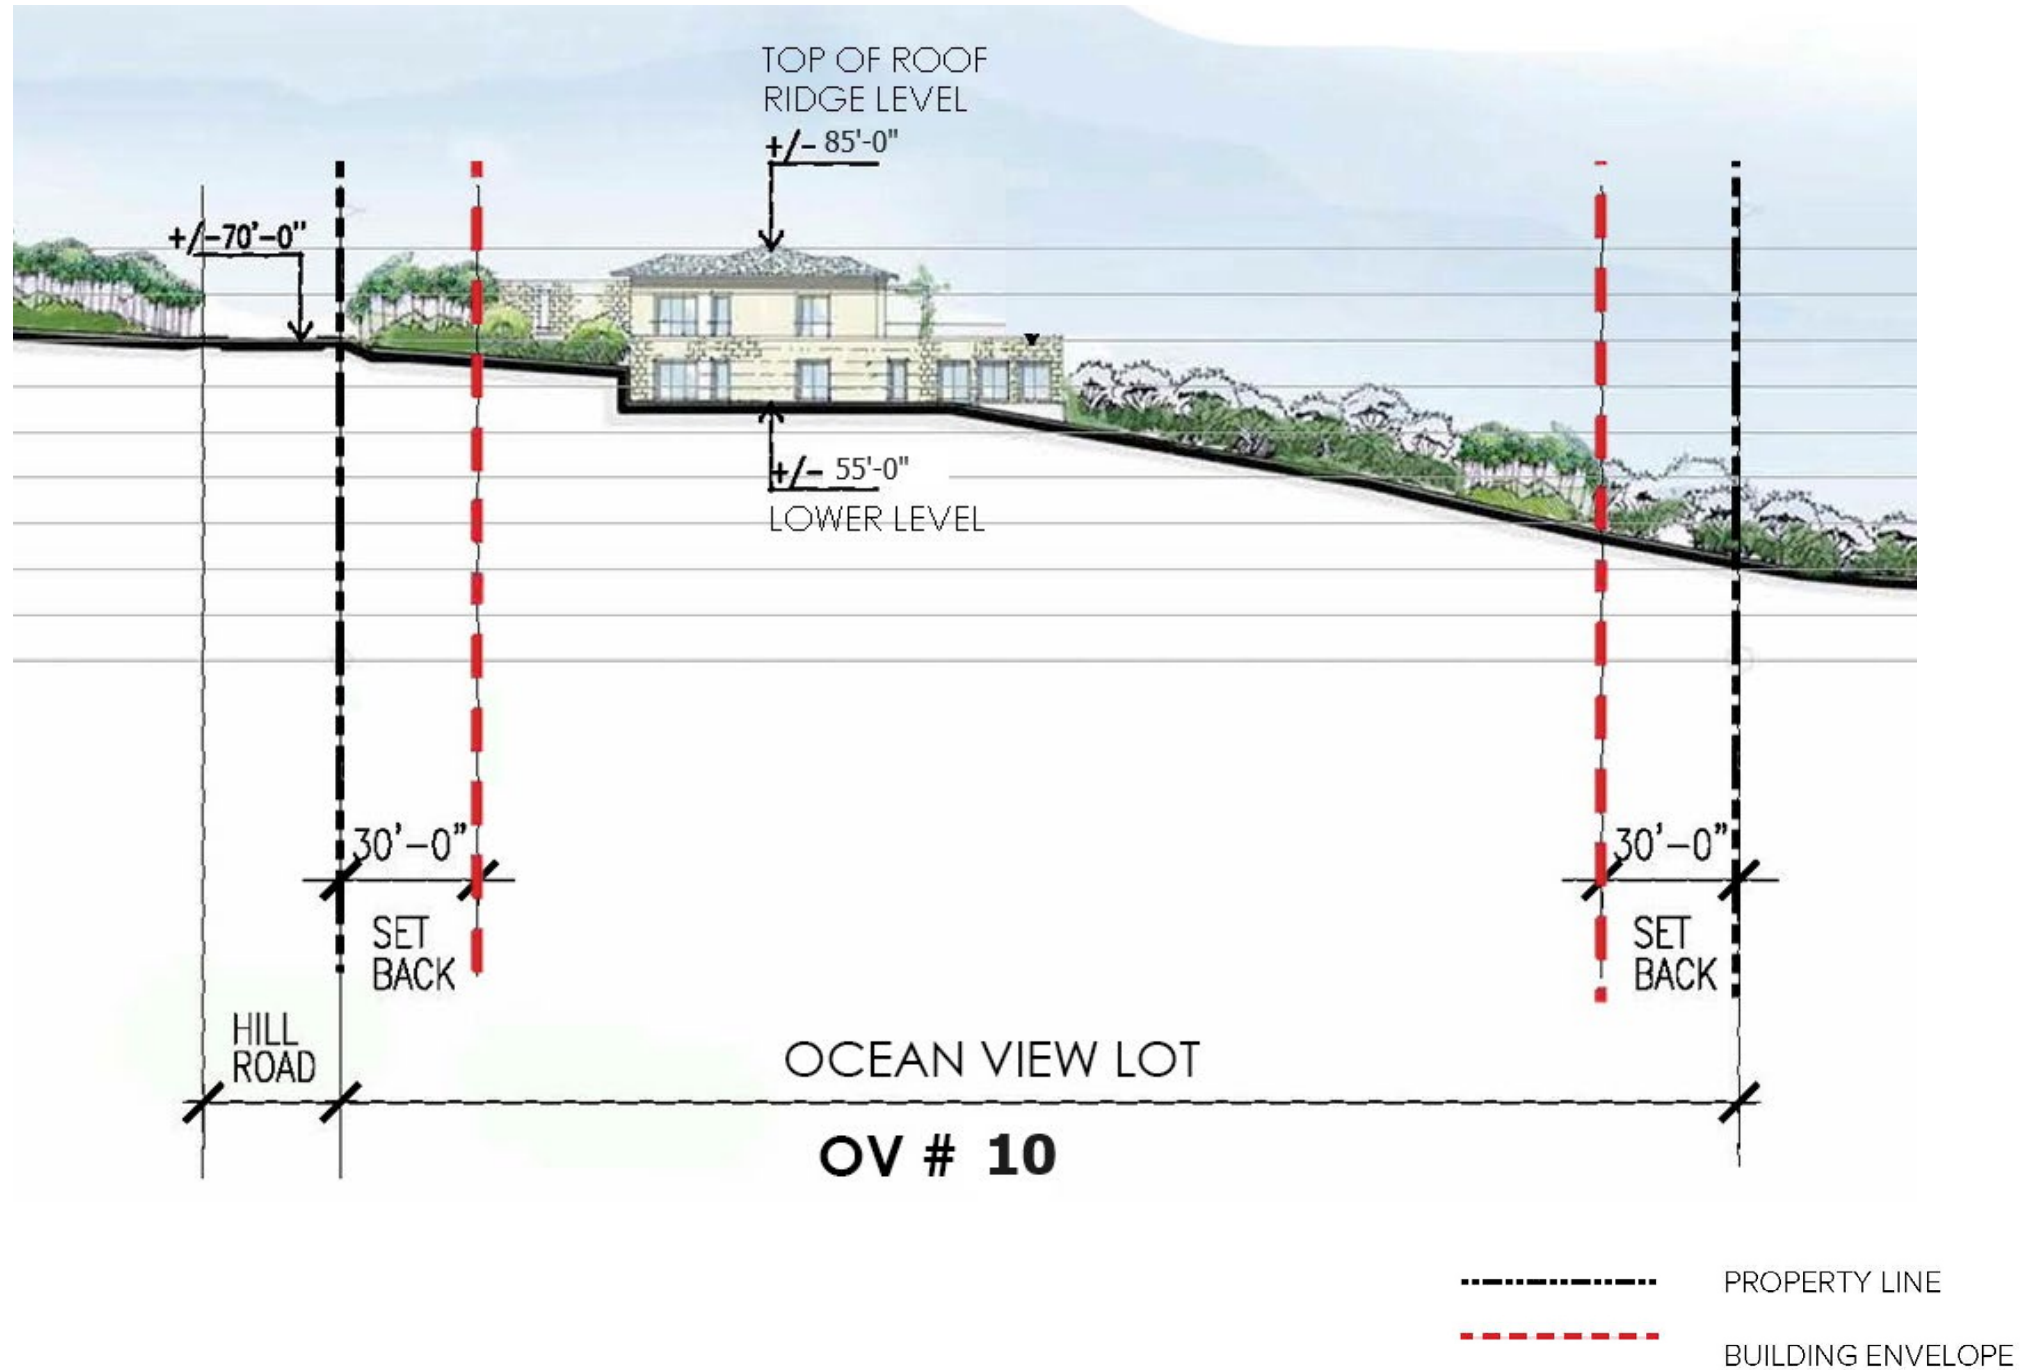 TOP OF ROOF
RIDGE LEVEL
+/- 85'-0"
+/-70'-0"
+/- 55'-0"
LOWER LEVEL
30'-0"
30'-0"
SET
BACK
SET
BACK
HILL
ROAD
OCEAN VIEW LOT
OV # 10
PROPERTY LINE
BUILDING ENVELOPE